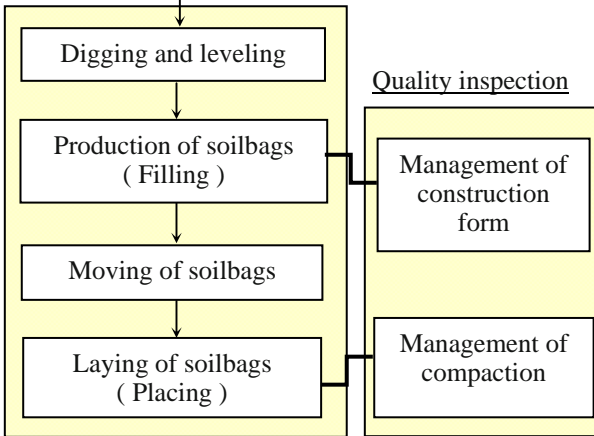 Digging and leveling
Production of soilbags
( Filling )
Moving of soilbags
Laying of soilbags
( Placing )
Quality inspection
Management of
construction
form
Management of
compaction